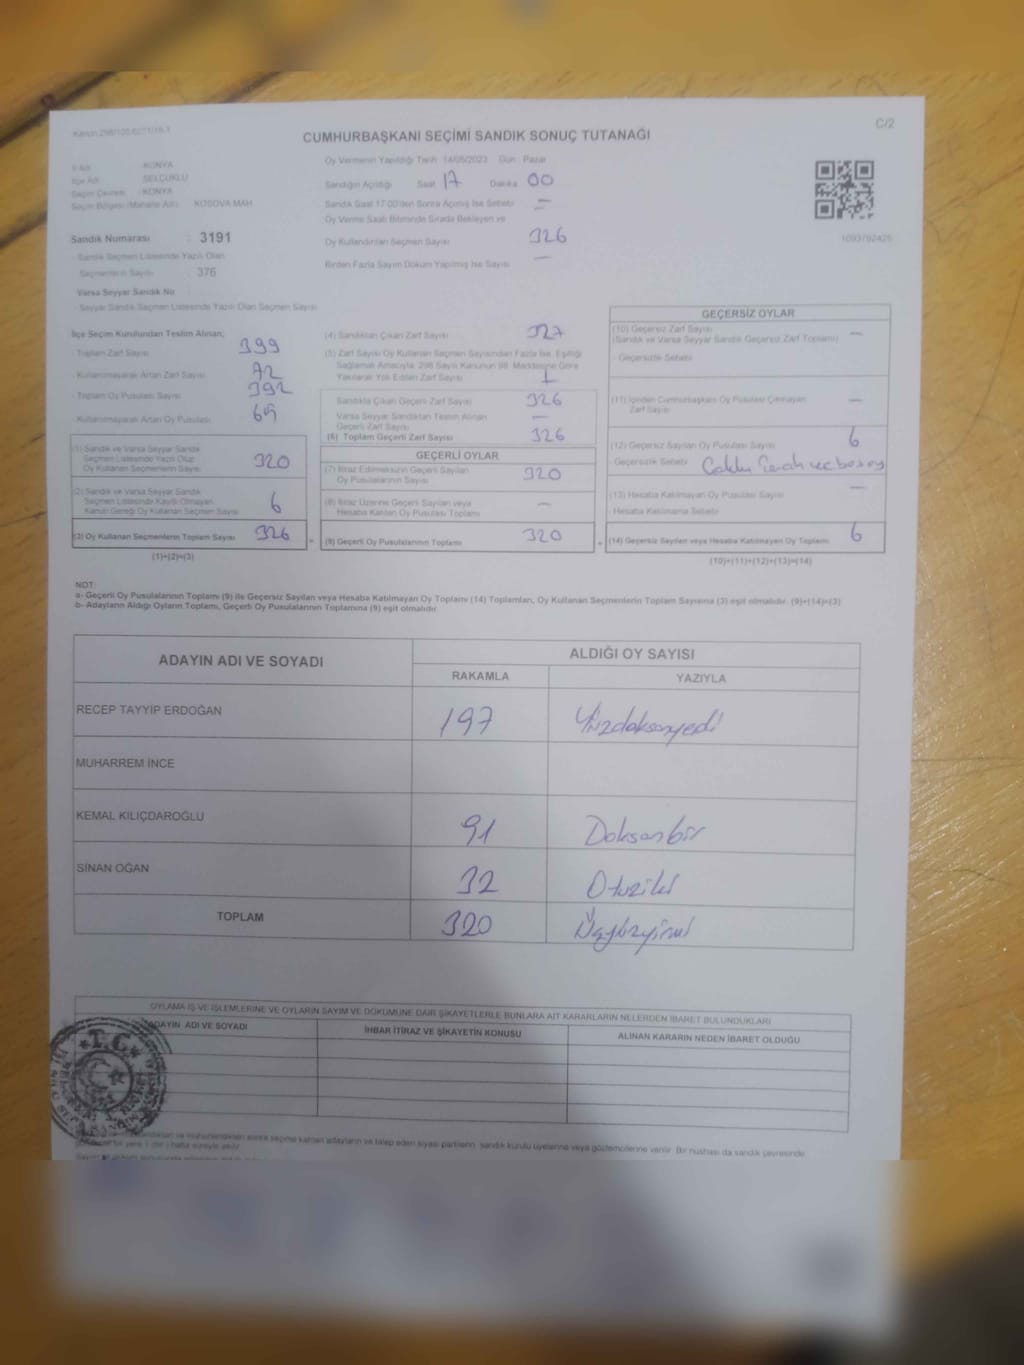 Kanun 298/105 6271/19-1
C/2
CUMHURBAŞKANI SEÇİMİ SANDIK SONUÇ TUTANAĞI
İl Adı : KONYA
İlçe Adı : SELÇUKLU
Seçim Çevresi : KONYA
Seçim Bölgesi (Mahalle Adı) : KOSOVA MAH
Sandık Numarası : 3191
- Sandık Seçmen Listesinde Yazılı Olan
Seçmenlerin Sayısı : 376
Varsa Seyyar Sandık No
- Seyyar Sandık Seçmen Listesinde Yazılı Olan Seçmen Sayısı
Oy Vermenin Yapıldığı Tarih : 14/05/2023 Gün : Pazar
Sandığın Açıldığı Saat 17 Dakika 00
Sandık Saat 17:00'den Sonra Açılmış İse Sebebi —
Oy Verme Saati Bitiminde Sırada Bekleyen ve
Oy Kullandırılan Seçmen Sayısı 326
Birden Fazla Sayım Döküm Yapılmış İse Sayısı —
1093792425
İlçe Seçim Kurulundan Teslim Alınan;
- Toplam Zarf Sayısı 399
- Kullanılmayarak Artan Zarf Sayısı 72
- Toplam Oy Pusulası 392
- Kullanılmayarak Artan Oy Pusulası 69
(1) Sandık ve Varsa Seyyar Sandık
Seçmen Listesinde Yazılı Olup
Oy Kullanan Seçmenlerin Sayısı 320
(2) Sandık ve Varsa Seyyar Sandık
Seçmen Listesinde Kayıtlı Olmayan
Kanun Gereği Oy Kullanan Seçmen Sayısı 6
(3) Oy Kullanan Seçmenlerin Toplam Sayısı 326
(1)+(2)=(3)
(4) Sandıktan Çıkan Zarf Sayısı 327
(5) Zarf Sayısı Oy Kullanan Seçmen Sayısından Fazla İse, Eşitliği
Sağlamak Amacıyla, 298 Sayılı Kanunun 98. Maddesine Göre
Yakılarak Yok Edilen Zarf Sayısı 1
Sandıkta Çıkan Geçerli Zarf Sayısı 326
Varsa Seyyar Sandıktan Teslim Alınan
Geçerli Zarf Sayısı —
(6) Toplam Geçerli Zarf Sayısı 326
GEÇERLİ OYLAR
(7) İtiraz Edilmeksizin Geçerli Sayılan
Oy Pusulasının Sayısı 320
(8) İtiraz Üzerine Geçerli Sayılan veya
Hesaba Katılan Oy Pusulası Toplamı —
(9) Geçerli Oy Pusulalarının Toplamı 320
GEÇERSİZ OYLAR
(10) Geçersiz Zarf Sayısı
(Sandık ve Varsa Seyyar Sandık Geçersiz Zarf Toplamı) —
- Geçersizlik Sebebi
(11) İçinden Cumhurbaşkanı Oy Pusulası Çıkmayan
Zarf Sayısı —
(12) Geçersiz Sayılan Oy Pusulası Sayısı 6
- Geçersizlik Sebebi
(13) Hesaba Katılmayan Oy Pusulası Sayısı —
- Hesaba Katılmama Sebebi
(14) Geçersiz Sayılan veya Hesaba Katılmayan Oy Toplamı 6
(10)+(11)+(12)+(13)=(14)
NOT:
a- Geçerli Oy Pusulalarının Toplamı (9) ile Geçersiz Sayılan veya Hesaba Katılmayan Oy Toplamı (14) Toplamları, Oy Kullanan Seçmenlerin Toplam Sayısına (3) eşit olmalıdır. (9)+(14)=(3)
b- Adayların Aldığı Oyların Toplamı, Geçerli Oy Pusulalarının Toplamına (9) eşit olmalıdır.
ADAYIN ADI VE SOYADI ALDIĞI OY SAYISI
RAKAMLA YAZIYLA
RECEP TAYYİP ERDOĞAN 197 Yüzdoksanyedi
MUHARREM İNCE
KEMAL KILIÇDAROĞLU 91 Doksanbir
SİNAN OĞAN 32 Otuziki
TOPLAM 320 Üçyüzyirmi
OYLAMA İŞ VE İŞLEMLERİNE VE OYLARIN SAYIM VE DÖKÜMÜNE DAİR ŞİKAYETLERLE BUNLARA AİT KARARLARIN NELERDEN İBARET BULUNDUKLARI
ADAYIN ADI VE SOYADI İHBAR İTİRAZ VE ŞİKAYETİN KONUSU ALINAN KARARIN NEDEN İBARET OLDUĞU
T.C.
sonra seçime katılan adayların ve talep eden siyasi partilerin, sandık kurulu üyelerine veya gözlemcilerine verilir. Bir nüshası da sandık çevresinde